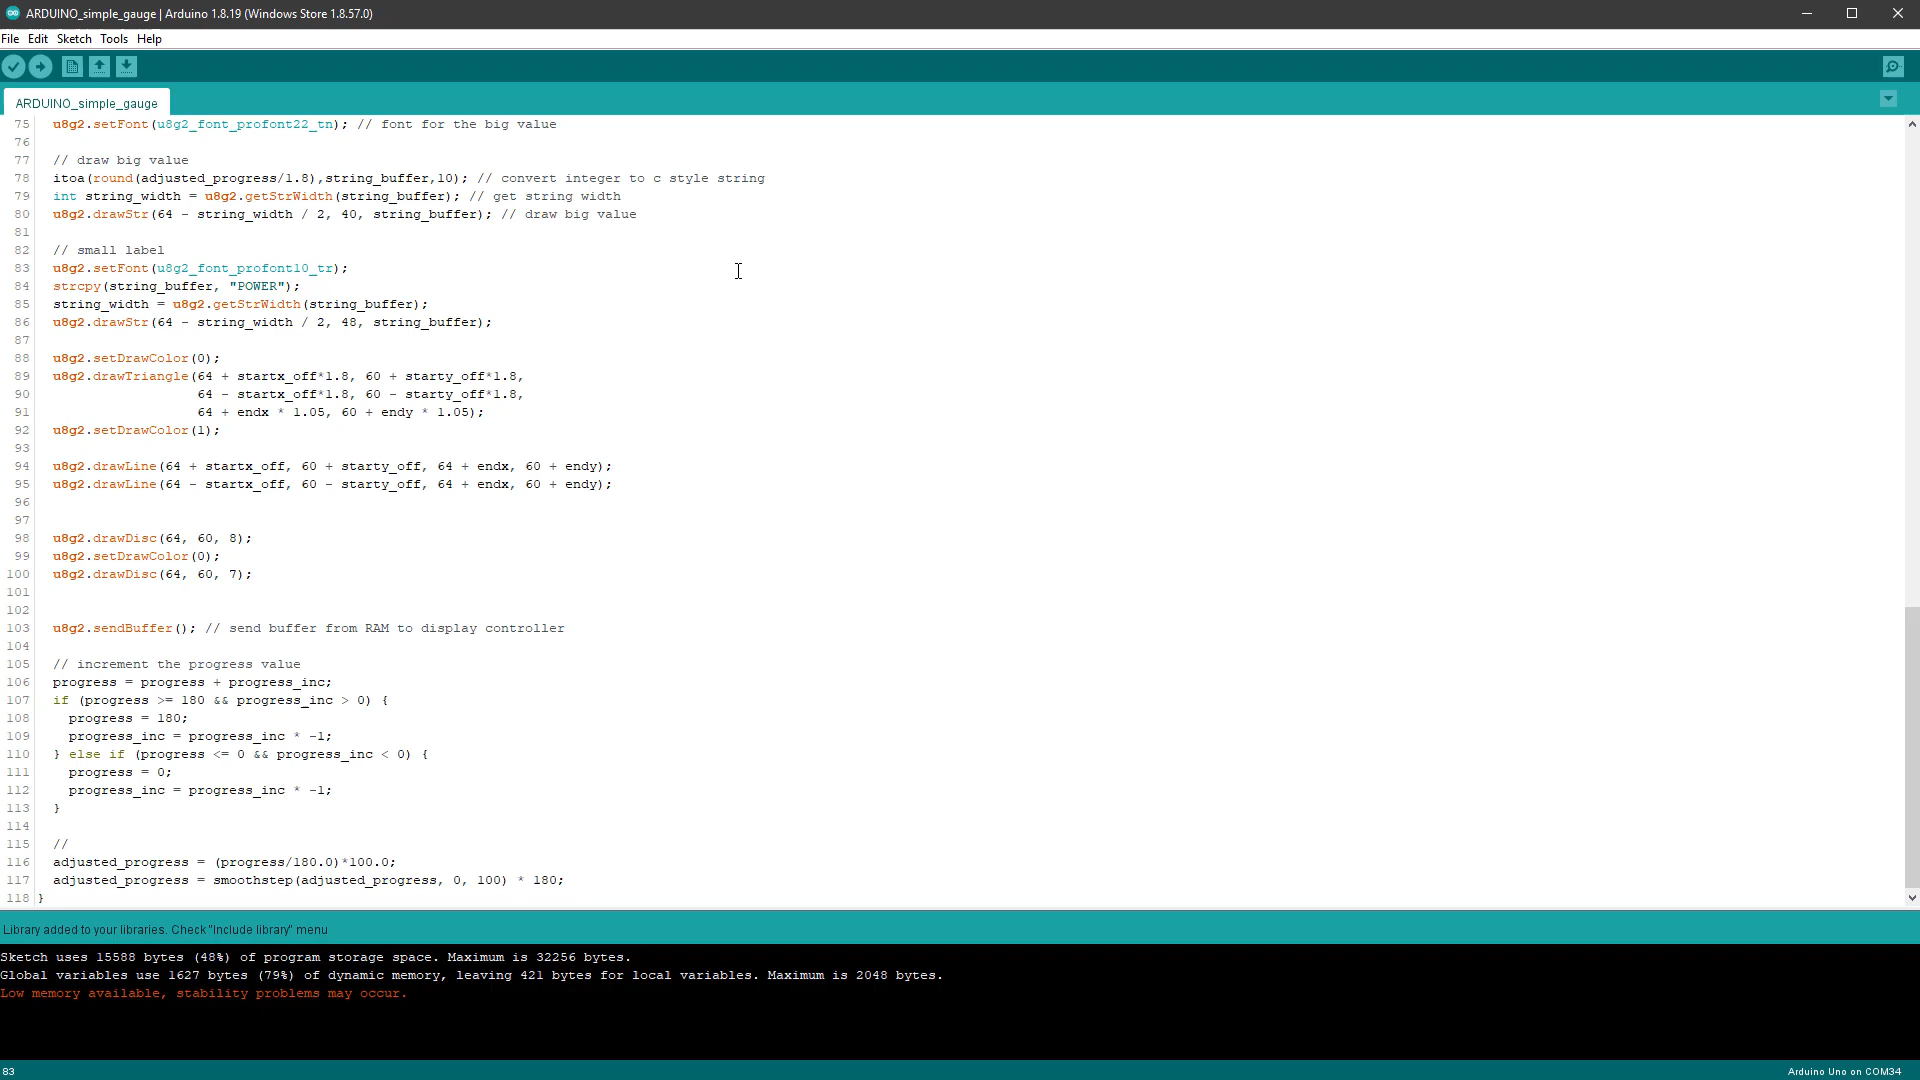 ARDUINO_simple_gauge | Arduino 1.8.19 (Windows Store 1.8.57.0)
File Edit Sketch Tools Help
ARDUINO_simple_gauge
75 u8g2.setFont(u8g2_font_profont22_tn); // font for the big value
76
77 // draw big value
78 itoa(round(adjusted_progress/1.8),string_buffer,10); // convert integer to c style string
79 int string_width = u8g2.getStrWidth(string_buffer); // get string width
80 u8g2.drawStr(64 - string_width / 2, 40, string_buffer); // draw big value
81
82 // small label
83 u8g2.setFont(u8g2_font_profont10_tr);
84 strcpy(string_buffer, "POWER");
85 string_width = u8g2.getStrWidth(string_buffer);
86 u8g2.drawStr(64 - string_width / 2, 48, string_buffer);
87
88 u8g2.setDrawColor(0);
89 u8g2.drawTriangle(64 + startx_off*1.8, 60 + starty_off*1.8,
90 64 - startx_off*1.8, 60 - starty_off*1.8,
91 64 + endx * 1.05, 60 + endy * 1.05);
92 u8g2.setDrawColor(1);
93
94 u8g2.drawLine(64 + startx_off, 60 + starty_off, 64 + endx, 60 + endy);
95 u8g2.drawLine(64 - startx_off, 60 - starty_off, 64 + endx, 60 + endy);
96
97
98 u8g2.drawDisc(64, 60, 8);
99 u8g2.setDrawColor(0);
100 u8g2.drawDisc(64, 60, 7);
101
102
103 u8g2.sendBuffer(); // send buffer from RAM to display controller
104
105 // increment the progress value
106 progress = progress + progress_inc;
107 if (progress >= 180 && progress_inc > 0) {
108 progress = 180;
109 progress_inc = progress_inc * -1;
110 } else if (progress <= 0 && progress_inc < 0) {
111 progress = 0;
112 progress_inc = progress_inc * -1;
113 }
114
115 //
116 adjusted_progress = (progress/180.0)*100.0;
117 adjusted_progress = smoothstep(adjusted_progress, 0, 100) * 180;
118 }
Library added to your libraries. Check "Include library" menu
Sketch uses 15588 bytes (48%) of program storage space. Maximum is 32256 bytes.
Global variables use 1627 bytes (79%) of dynamic memory, leaving 421 bytes for local variables. Maximum is 2048 bytes.
Low memory available, stability problems may occur.
83
Arduino Uno on COM34